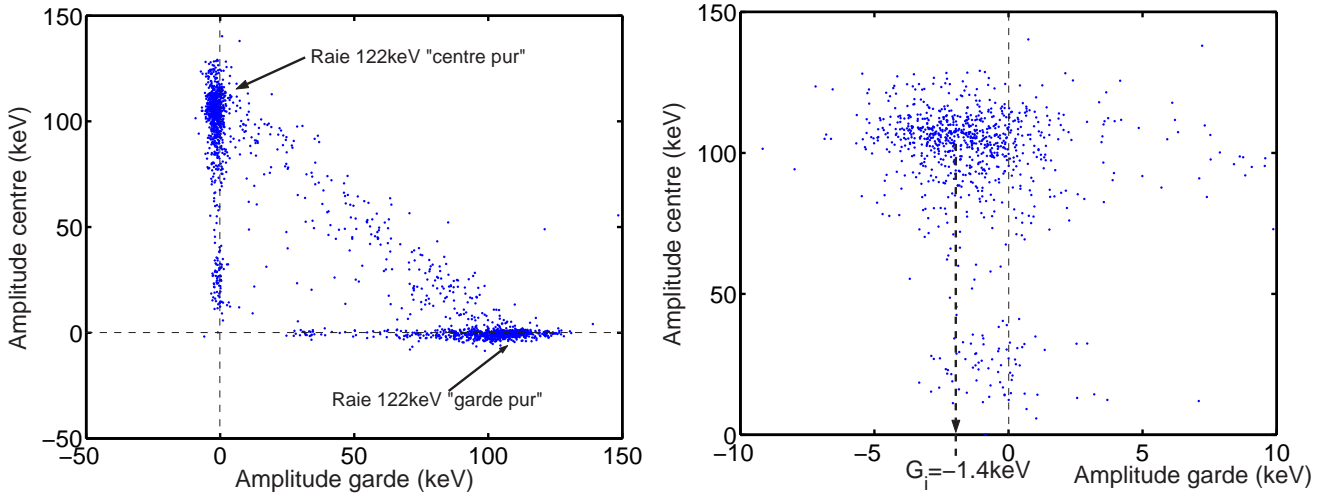 150
100
50
0
−50
−50
0
50
100
150
Amplitude centre (keV)
Amplitude garde (keV)
Raie 122keV "centre pur"
Raie 122keV "garde pur"
150
100
50
0
−10
−5
0
5
10
Amplitude centre (keV)
G_i=−1.4keV
Amplitude garde (keV)